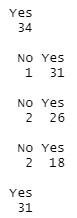 Yes
34
No Yes
1 31
No Yes
2 26
No Yes
2 18
Yes
31